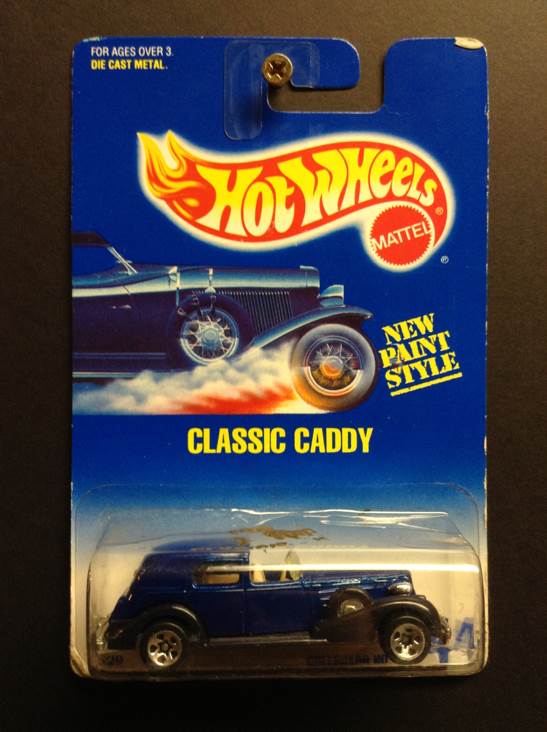 FOR AGES OVER 3.
DIE CAST METAL.
HOT WHEELS ®
MATTEL
®
NEW
PAINT
STYLE
CLASSIC CADDY